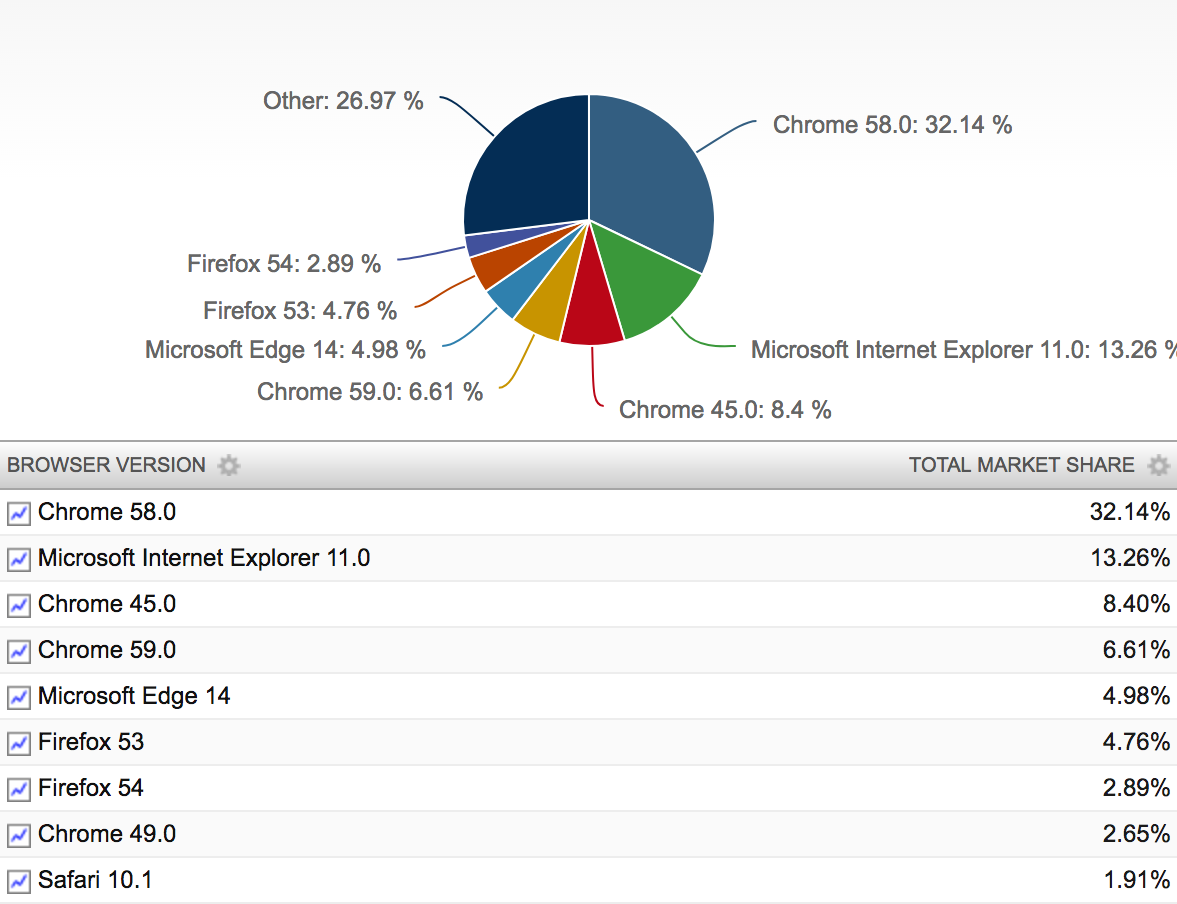 Other: 26.97 %
Chrome 58.0: 32.14 %
Firefox 54: 2.89 %
Firefox 53: 4.76 %
Microsoft Edge 14: 4.98 %
Microsoft Internet Explorer 11.0: 13.26 %
Chrome 59.0: 6.61 %
Chrome 45.0: 8.4 %
BROWSER VERSION TOTAL MARKET SHARE
Chrome 58.0 32.14%
Microsoft Internet Explorer 11.0 13.26%
Chrome 45.0 8.40%
Chrome 59.0 6.61%
Microsoft Edge 14 4.98%
Firefox 53 4.76%
Firefox 54 2.89%
Chrome 49.0 2.65%
Safari 10.1 1.91%